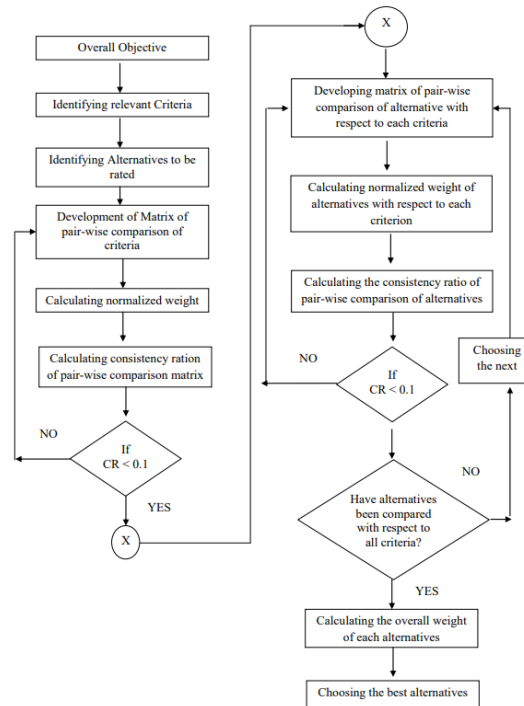 Overall Objective
Identifying relevant Criteria
Identifying Alternatives to be
rated
Development of Matrix of
pair-wise comparison of
criteria
Calculating normalized weight
Calculating consistency ration
of pair-wise comparison matrix
NO
If
CR < 0.1
YES
X
X
Developing matrix of pair-wise
comparison of alternative with
respect to each criteria
Calculating normalized weight of
alternatives with respect to each
criterion
Calculating the consistency ratio of
pair-wise comparison of alternatives
NO
If
CR < 0.1
Choosing
the next
NO
Have alternatives
been compared
with respect to
all criteria?
YES
Calculating the overall weight
of each alternatives
Choosing the best alternatives